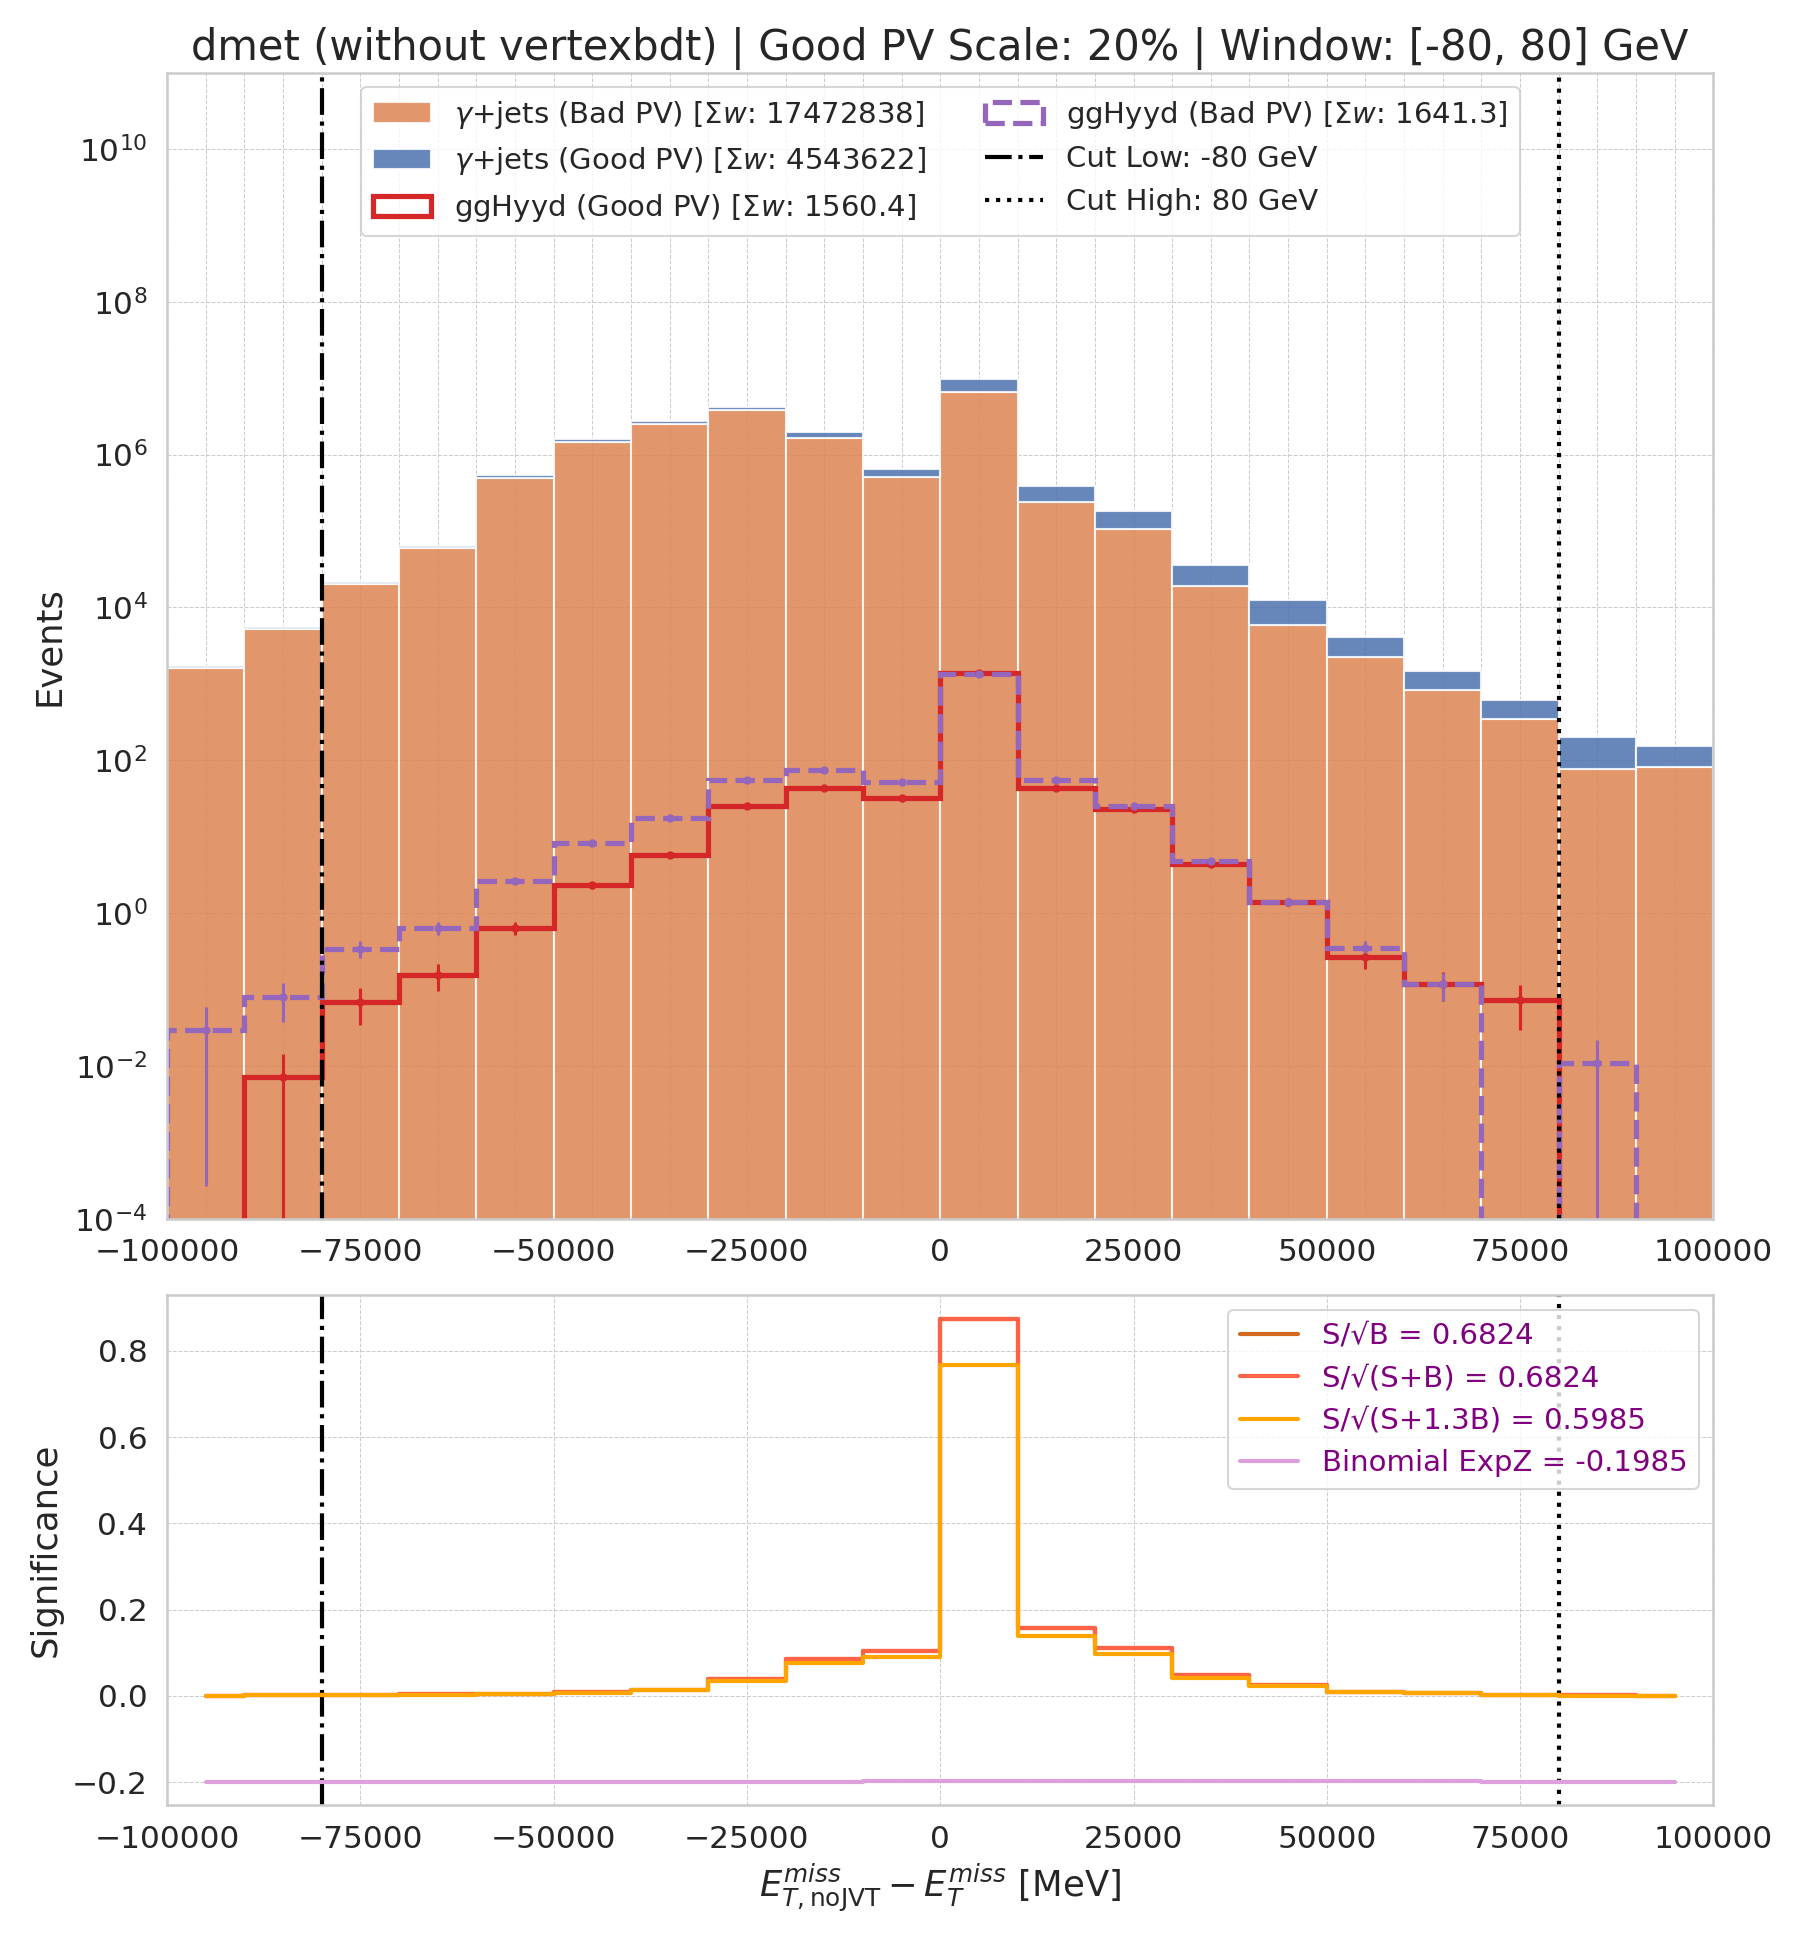 dmet (without vertexbdt) | Good PV Scale: 20% | Window: [-80, 80] GeV
γ+jets (Bad PV) [Σw: 17472838]
γ+jets (Good PV) [Σw: 4543622]
ggHyyd (Good PV) [Σw: 1560.4]
ggHyyd (Bad PV) [Σw: 1641.3]
Cut Low: -80 GeV
Cut High: 80 GeV
Events
10^10
10^8
10^6
10^4
10^2
10^0
10^−2
10^−4
−100000 −75000 −50000 −25000 0 25000 50000 75000 100000
Significance
0.8
0.6
0.4
0.2
0.0
−0.2
S/√B = 0.6824
S/√(S+B) = 0.6824
S/√(S+1.3B) = 0.5985
Binomial ExpZ = -0.1985
−100000 −75000 −50000 −25000 0 25000 50000 75000 100000
E_{T, noJVT}^{miss} − E_T^{miss} [MeV]